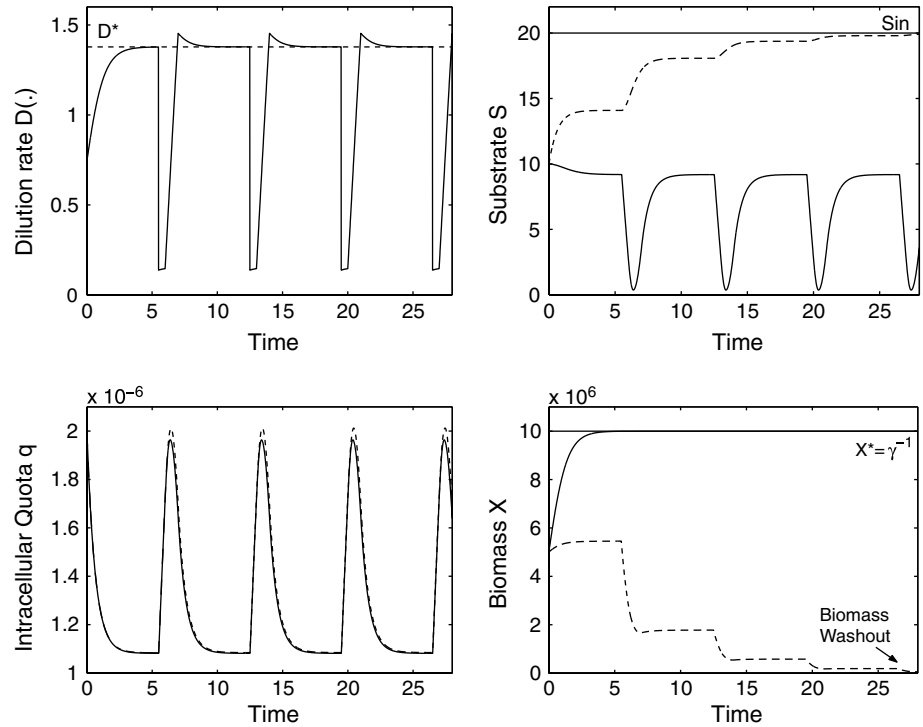 D*
1.5
1
0.5
0
Dilution rate D(.)
0 5 10 15 20 25
Time
Sin
20
15
10
5
0
Substrate S
0 5 10 15 20 25
Time
x 10⁻⁶
2
1.8
1.6
1.4
1.2
1
Intracellular Quota q
0 5 10 15 20 25
Time
x 10⁶
10
8
6
4
2
0
Biomass X
X*= γ⁻¹
Biomass
Washout
0 5 10 15 20 25
Time